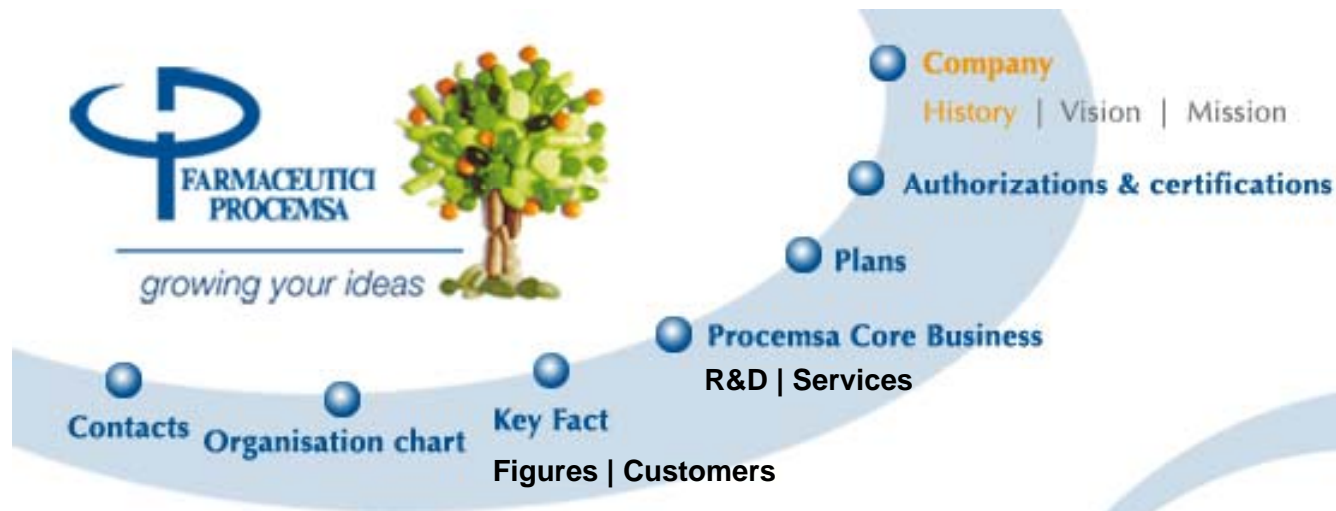 FARMACEUTICI
PROCEMSA
growing your ideas
Company
History | Vision | Mission
Authorizations & certifications
Plans
Procemsa Core Business
R&D | Services
Key Fact
Figures | Customers
Organisation chart
Contacts